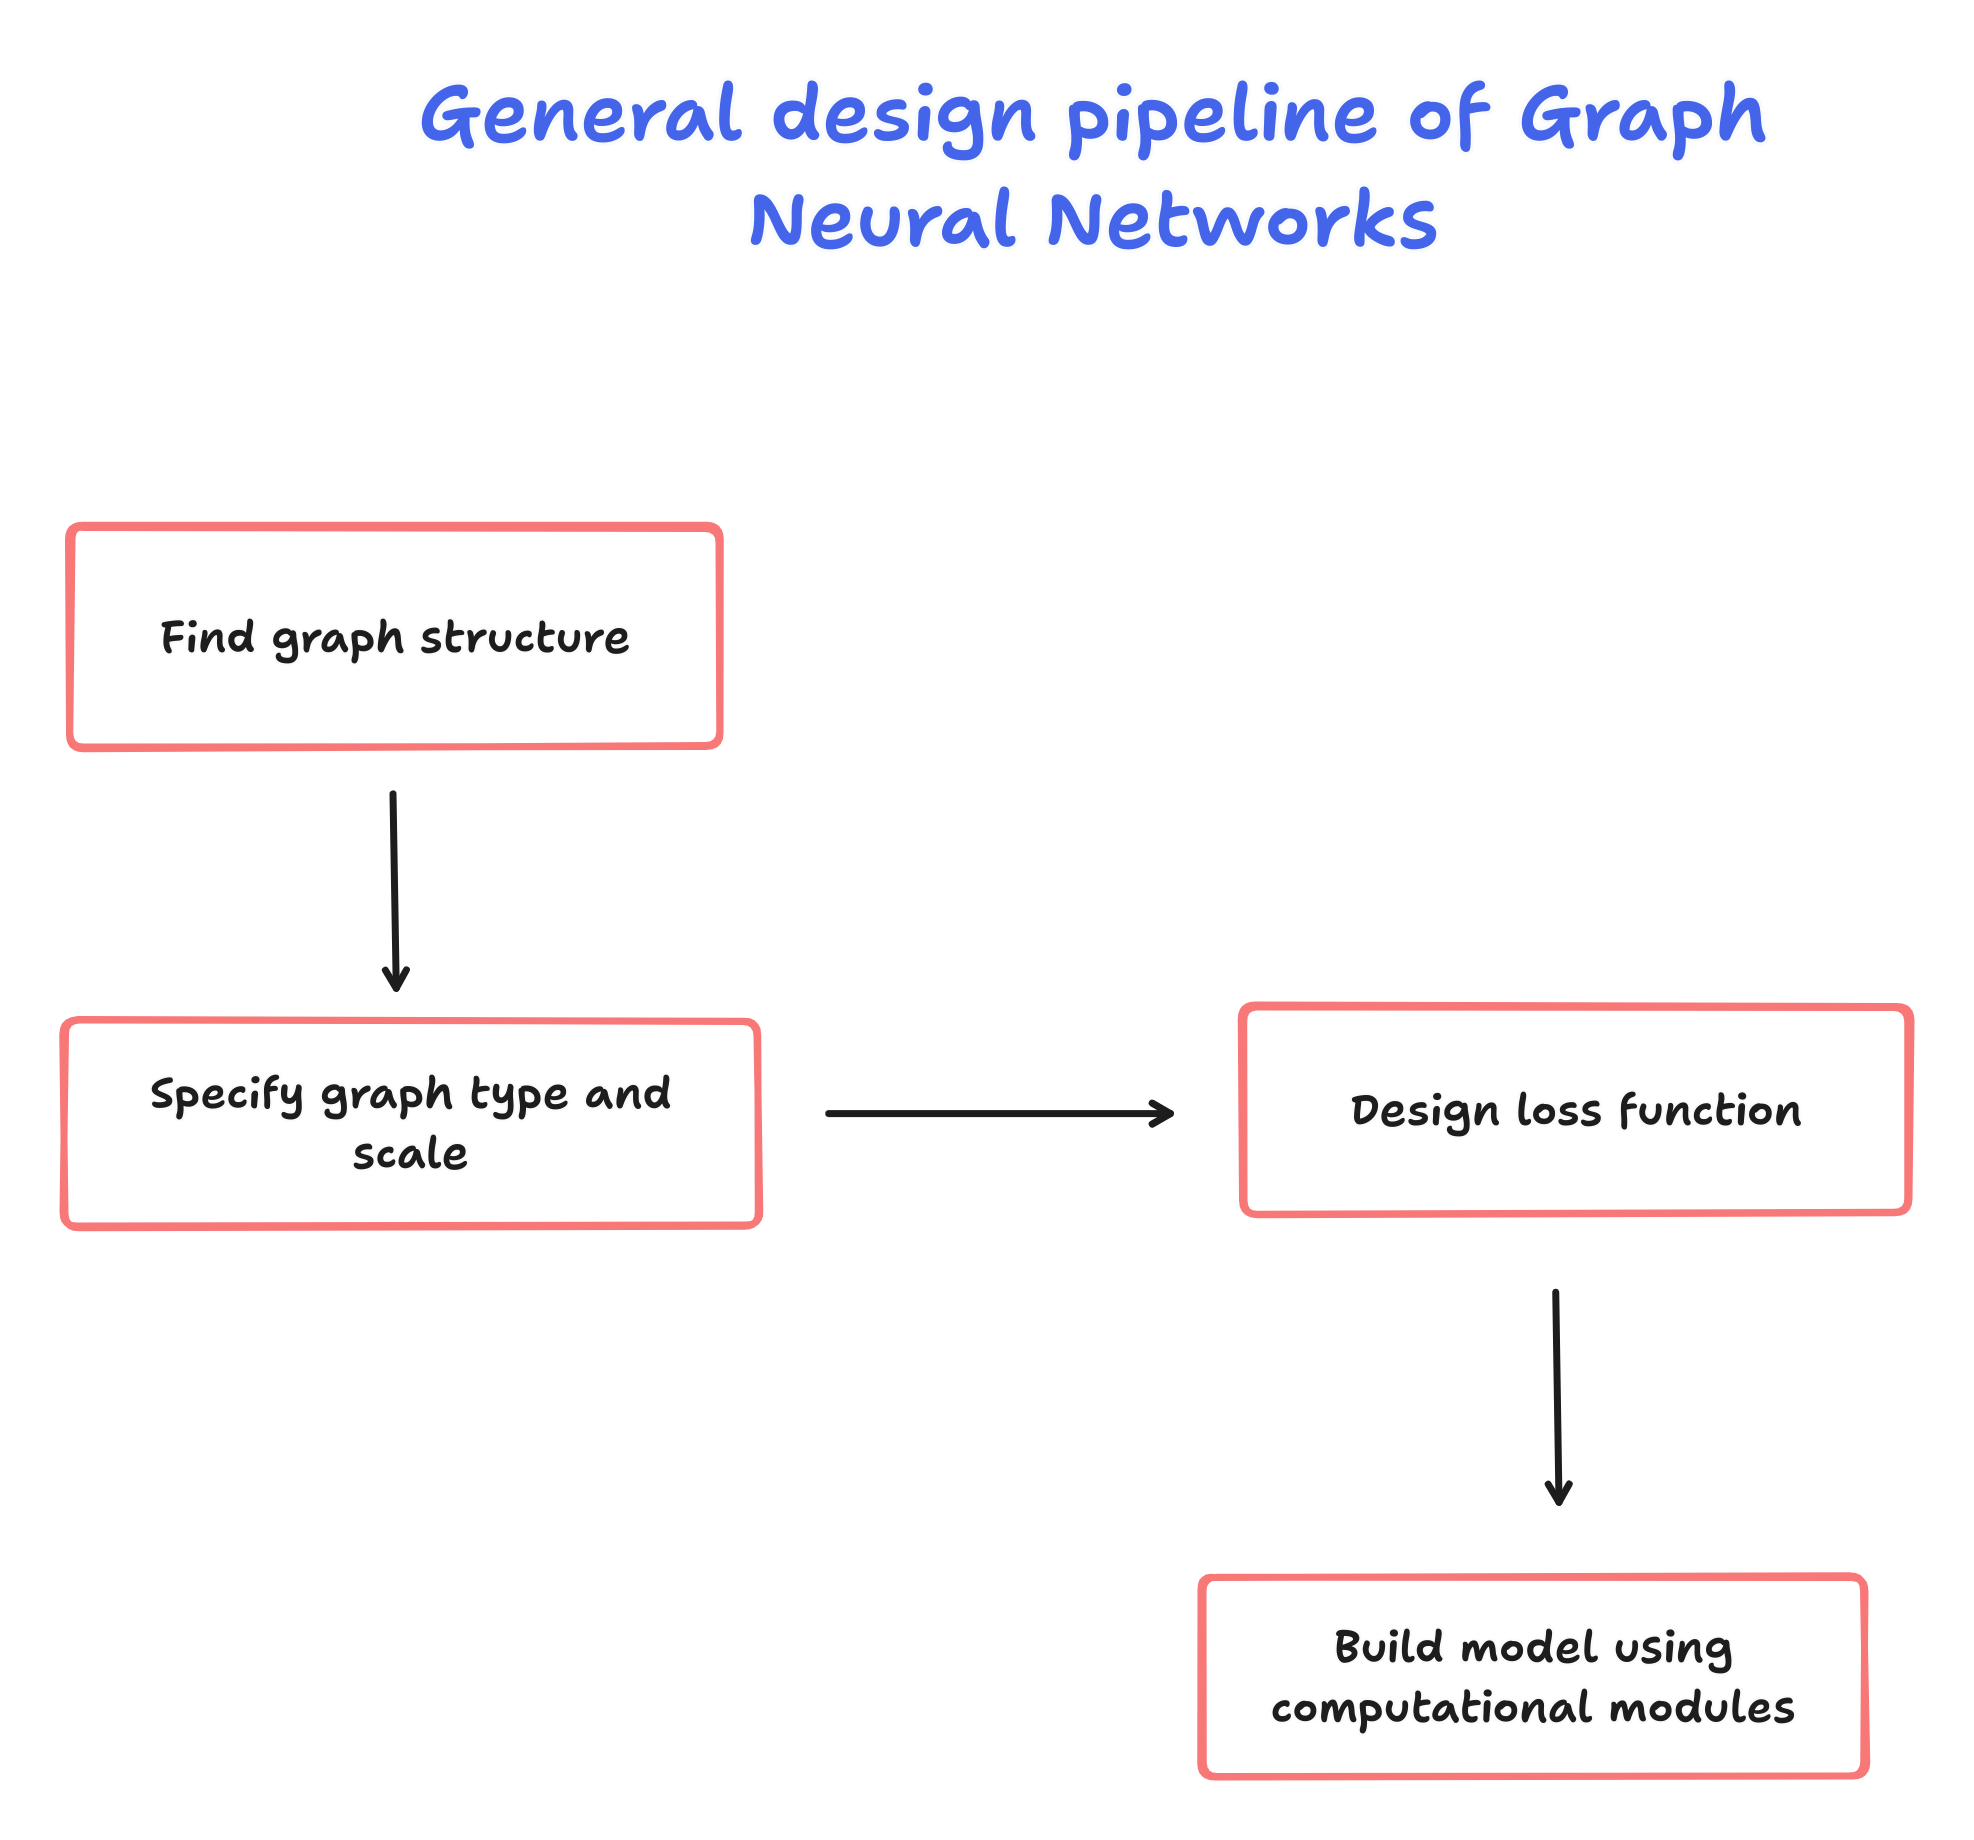 General design pipeline of Graph
Neural Networks
Find graph structure
Specify graph type and
scale
Design loss function
Build model using
computational modules